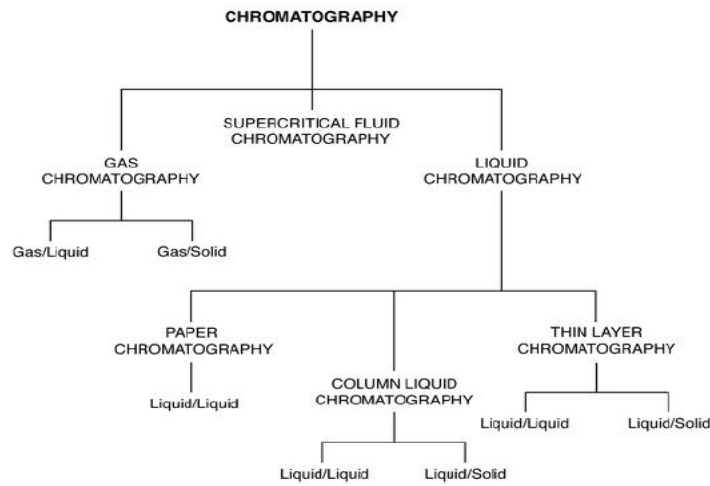 CHROMATOGRAPHY
SUPERCRITICAL FLUID
CHROMATOGRAPHY
GAS
CHROMATOGRAPHY
LIQUID
CHROMATOGRAPHY
Gas/Liquid
Gas/Solid
PAPER
CHROMATOGRAPHY
THIN LAYER
CHROMATOGRAPHY
Liquid/Liquid
COLUMN LIQUID
CHROMATOGRAPHY
Liquid/Liquid
Liquid/Solid
Liquid/Liquid
Liquid/Solid